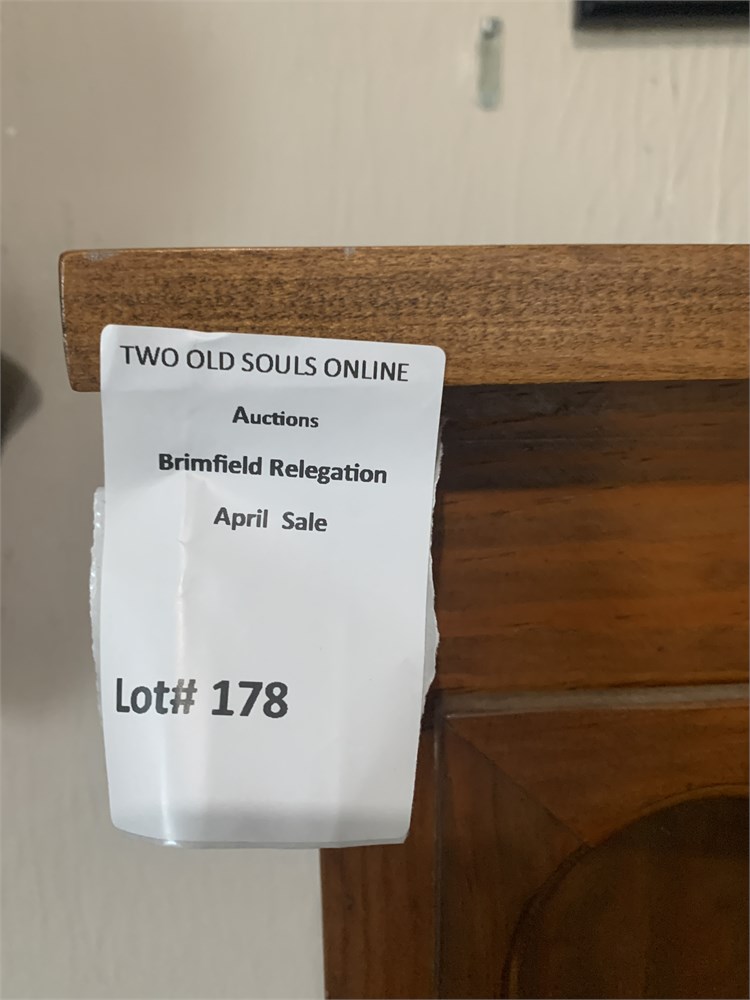 TWO OLD SOULS ONLINE
Auctions
Brimfield Relegation
April Sale
Lot# 178